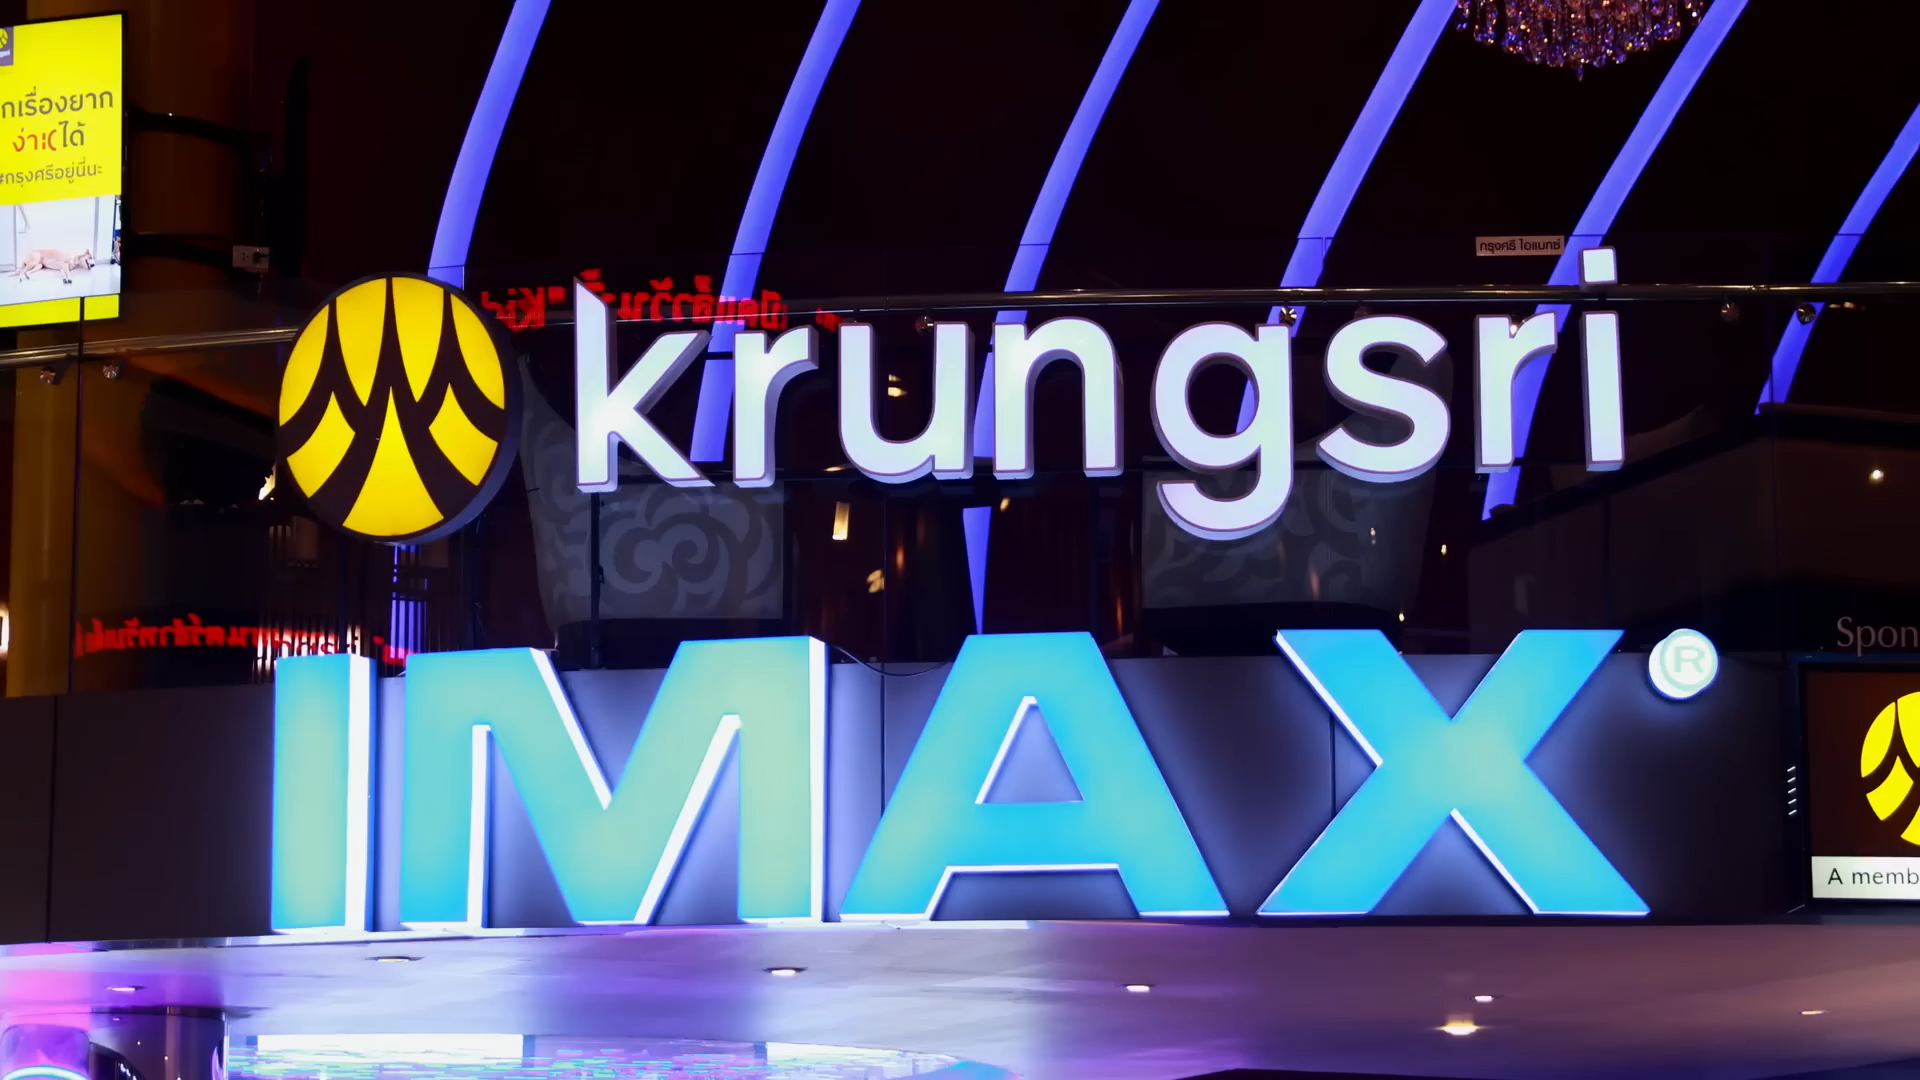 กเรื่องยาก
ง่า:(ได้
#กรุงศรีอยู่นี่นะ
กรุงศรี ไอแมกซ์
krungsri
IMAX®
Spon
A memb